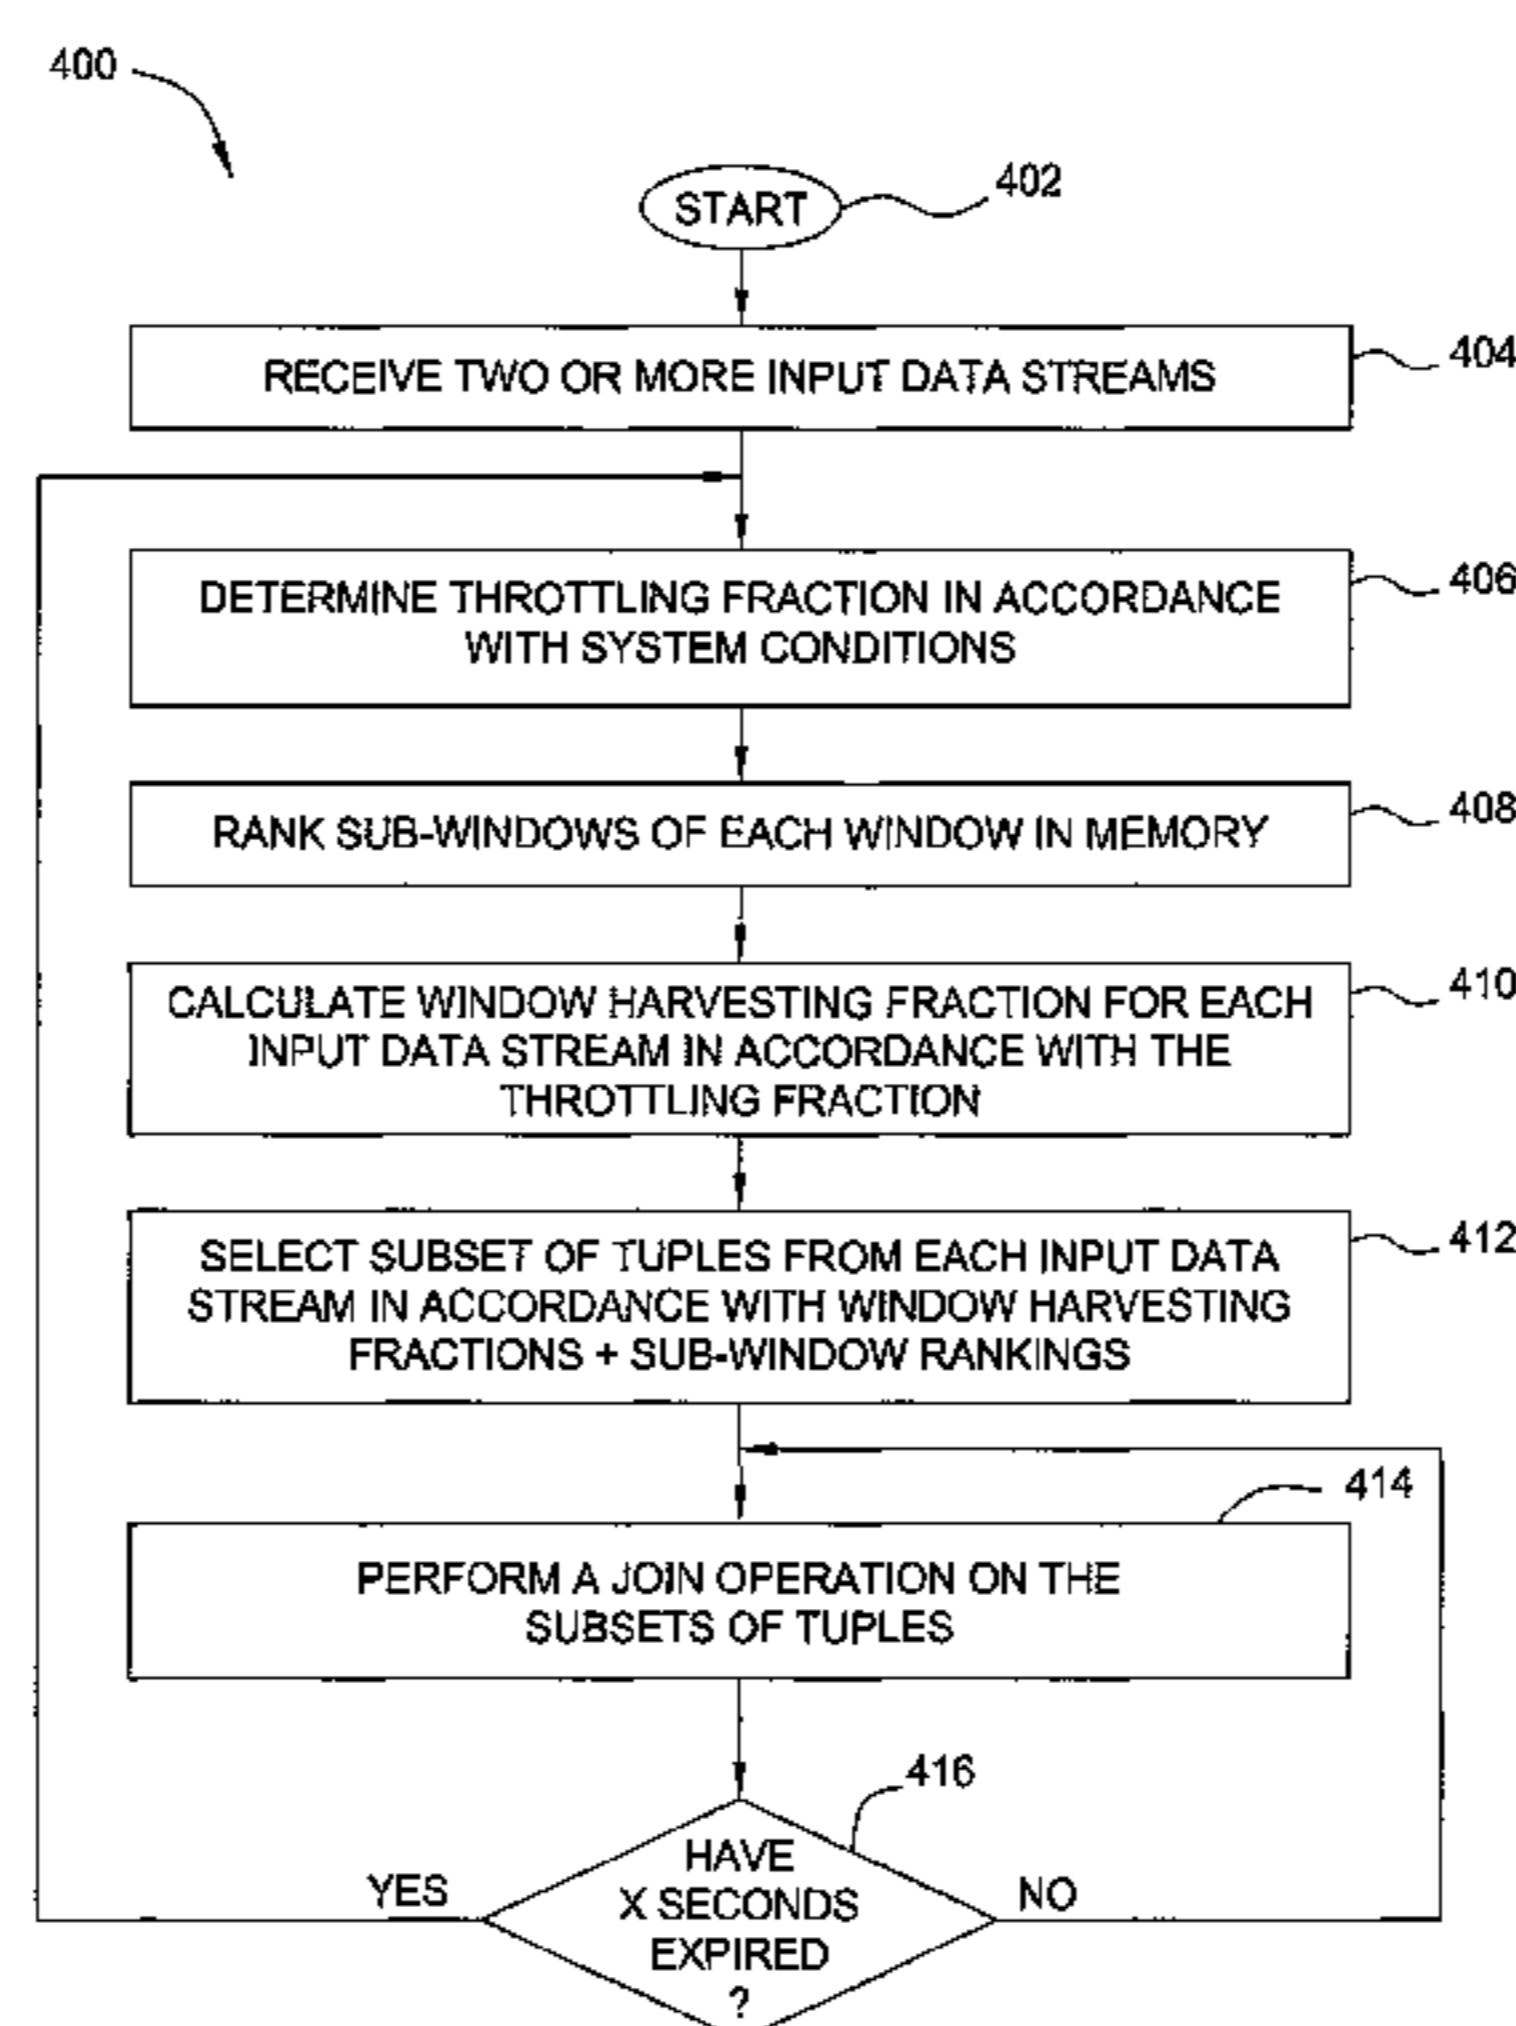 400
START
402
RECEIVE TWO OR MORE INPUT DATA STREAMS
404
DETERMINE THROTTLING FRACTION IN ACCORDANCE
WITH SYSTEM CONDITIONS
406
RANK SUB-WINDOWS OF EACH WINDOW IN MEMORY
408
CALCULATE WINDOW HARVESTING FRACTION FOR EACH
INPUT DATA STREAM IN ACCORDANCE WITH THE
THROTTLING FRACTION
410
SELECT SUBSET OF TUPLES FROM EACH INPUT DATA
STREAM IN ACCORDANCE WITH WINDOW HARVESTING
FRACTIONS + SUB-WINDOW RANKINGS
412
414
PERFORM A JOIN OPERATION ON THE
SUBSETS OF TUPLES
416
HAVE
X SECONDS
EXPIRED
?
YES
NO